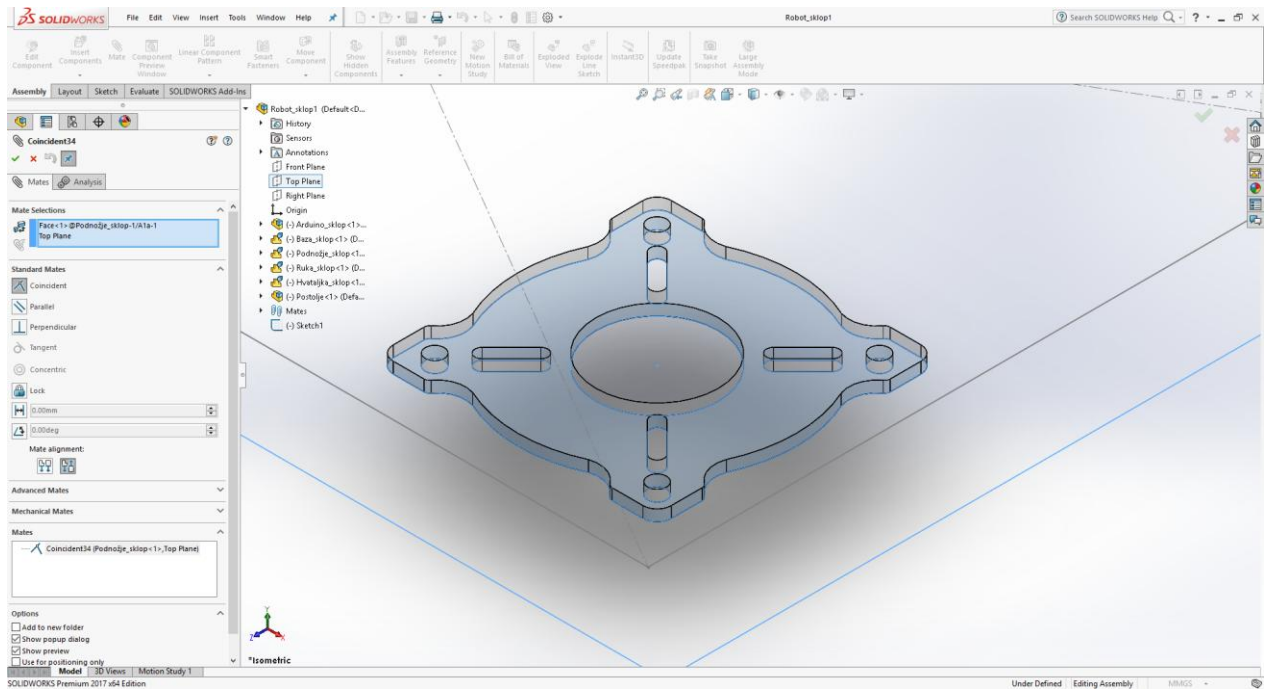 SOLIDWORKS File Edit View Insert Tools Window Help Robot_sklop1 Search SOLIDWORKS Help
Edit Component Insert Components Mate Component Preview Window Linear Component Pattern Smart Fasteners Move Component Show Hidden Components Assembly Features Reference Geometry New Motion Study Bill of Materials Exploded View Explode Line Sketch Instant3D Update Speedpak Take Snapshot Large Assembly Mode
Assembly Layout Sketch Evaluate SOLIDWORKS Add-Ins
Coincident34
Mates Analysis
Mate Selections
Face<1>@Podnožje_sklop-1/A1a-1
Top Plane
Standard Mates
Coincident
Parallel
Perpendicular
Tangent
Concentric
Lock
0.00mm
0.00deg
Mate alignment:
Advanced Mates
Mechanical Mates
Mates
Coincident34 (Podnožje_sklop<1>,Top Plane)
Options
Add to new folder
Show popup dialog
Show preview
Use for positioning only
Robot_sklop1 (Default<D...
History
Sensors
Annotations
Front Plane
Top Plane
Right Plane
Origin
(-) Arduino_sklop<1>...
(-) Baza_sklop<1> (D...
(-) Podnožje_sklop<1...
(-) Ruka_sklop<1> (D...
(-) Hvataljka_sklop<1...
(-) Postolje<1> (Defa...
Mates
(-) Sketch1
Y
Z X
*Isometric
Model 3D Views Motion Study 1
SOLIDWORKS Premium 2017 x64 Edition Under Defined Editing Assembly MMGS